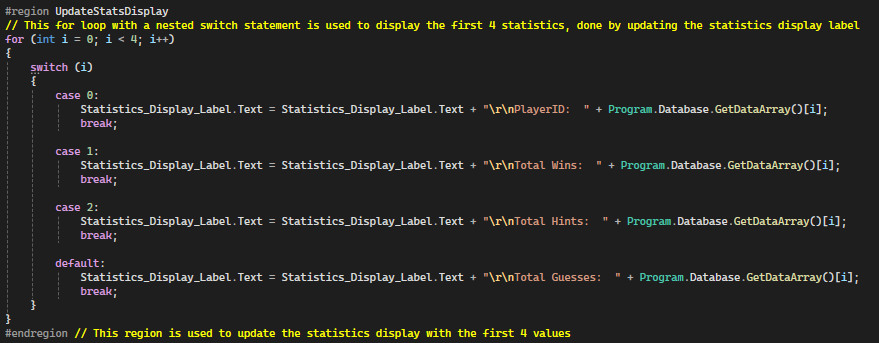 #region UpdateStatsDisplay
// This for loop with a nested switch statement is used to display the first 4 statistics, done by updating the statistics display label
for (int i = 0; i < 4; i++)
{
    switch (i)
    {
        case 0:
            Statistics_Display_Label.Text = Statistics_Display_Label.Text + "\r\nPlayerID:  " + Program.Database.GetDataArray()[i];
            break;

        case 1:
            Statistics_Display_Label.Text = Statistics_Display_Label.Text + "\r\nTotal Wins:  " + Program.Database.GetDataArray()[i];
            break;

        case 2:
            Statistics_Display_Label.Text = Statistics_Display_Label.Text + "\r\nTotal Hints:  " + Program.Database.GetDataArray()[i];
            break;

        default:
            Statistics_Display_Label.Text = Statistics_Display_Label.Text + "\r\nTotal Guesses:  " + Program.Database.GetDataArray()[i];
            break;
    }
}
#endregion // This region is used to update the statistics display with the first 4 values